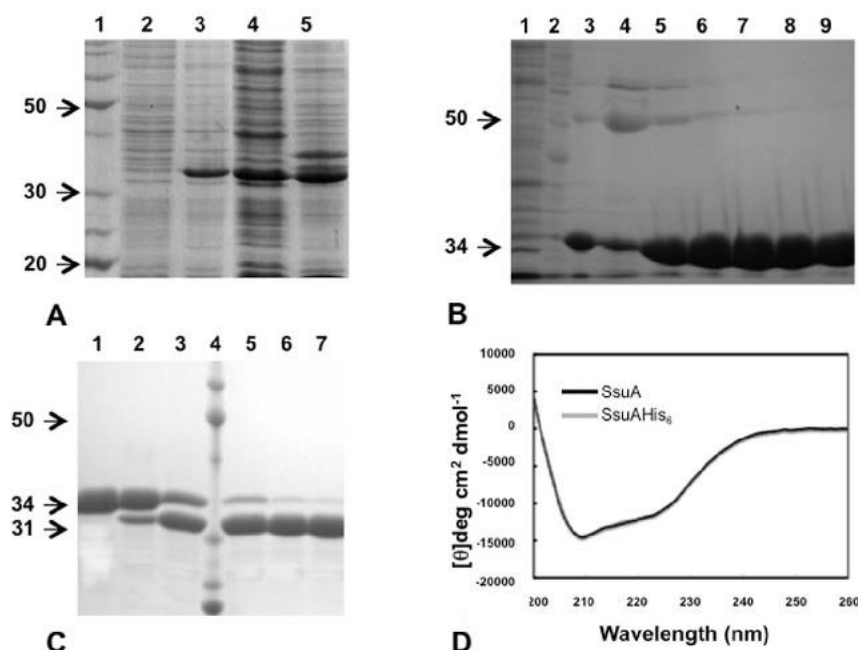 1 2 3 4 5
50
30
20
A
1 2 3 4 5 6 7 8 9
50
34
B
1 2 3 4 5 6 7
50
34
31
C
10000
5000
0
-5000
-10000
-15000
-20000
[θ]deg cm² dmol⁻¹
SsuA
SsuAHis₆
200 210 220 230 240 250 260
Wavelength (nm)
D